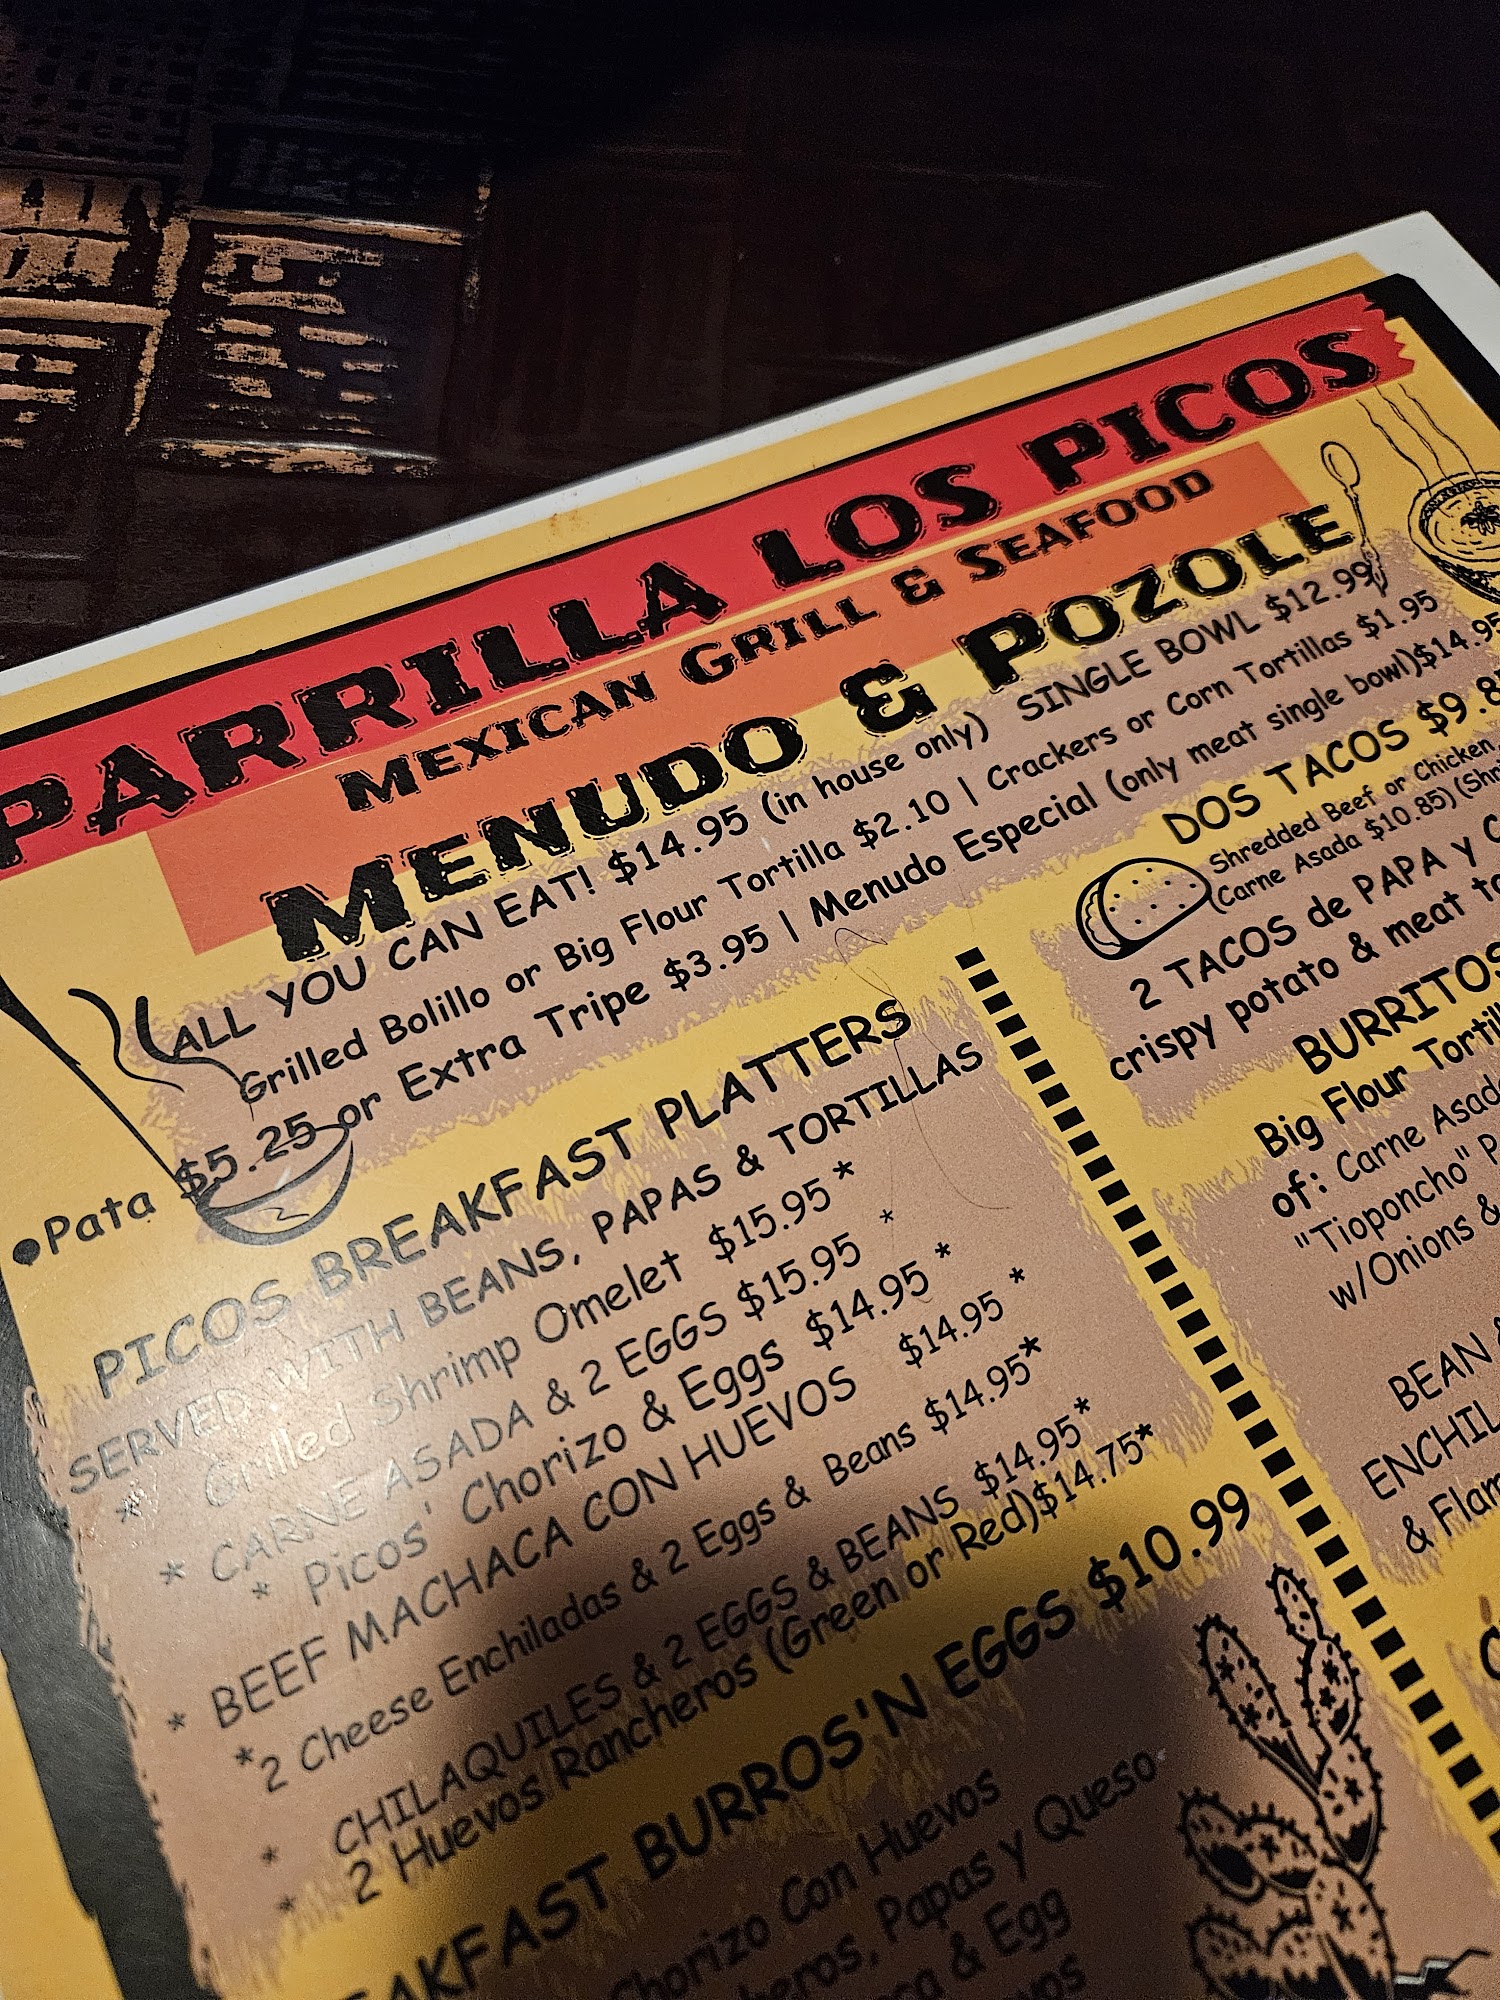 PARRILLA LOS PICOS
MEXICAN GRILL & SEAFOOD
MENUDO & POZOLE
ALL YOU CAN EAT! $14.95 (in house only) SINGLE BOWL $12.99
Grilled Bolillo or Big Flour Tortilla $2.10 | Crackers or Corn Tortillas $1.95
•Pata $5.25 or Extra Tripe $3.95 | Menudo Especial (only meat single bowl)$14.95
PICOS BREAKFAST PLATTERS
SERVED WITH BEANS, PAPAS & TORTILLAS
* Grilled Shrimp Omelet $15.95 *
* CARNE ASADA & 2 EGGS $15.95 *
* Picos' Chorizo & Eggs $14.95 *
* BEEF MACHACA CON HUEVOS $14.95 *
*2 Cheese Enchiladas & 2 Eggs & Beans $14.95*
* CHILAQUILES & 2 EGGS & BEANS $14.95*
* 2 Huevos Rancheros (Green or Red)$14.75*
BURROS'N EGGS $10.99
Chorizo Con Huevos
Papas y Queso
& Egg
DOS TACOS $9.8
Shredded Beef or Chicken
(Carne Asada $10.85)
2 TACOS de PAPA y
crispy potato & meat
BURRITOS
Big Flour
of: Carne
"Tioponcho"
w/Onions &
BEAN
&